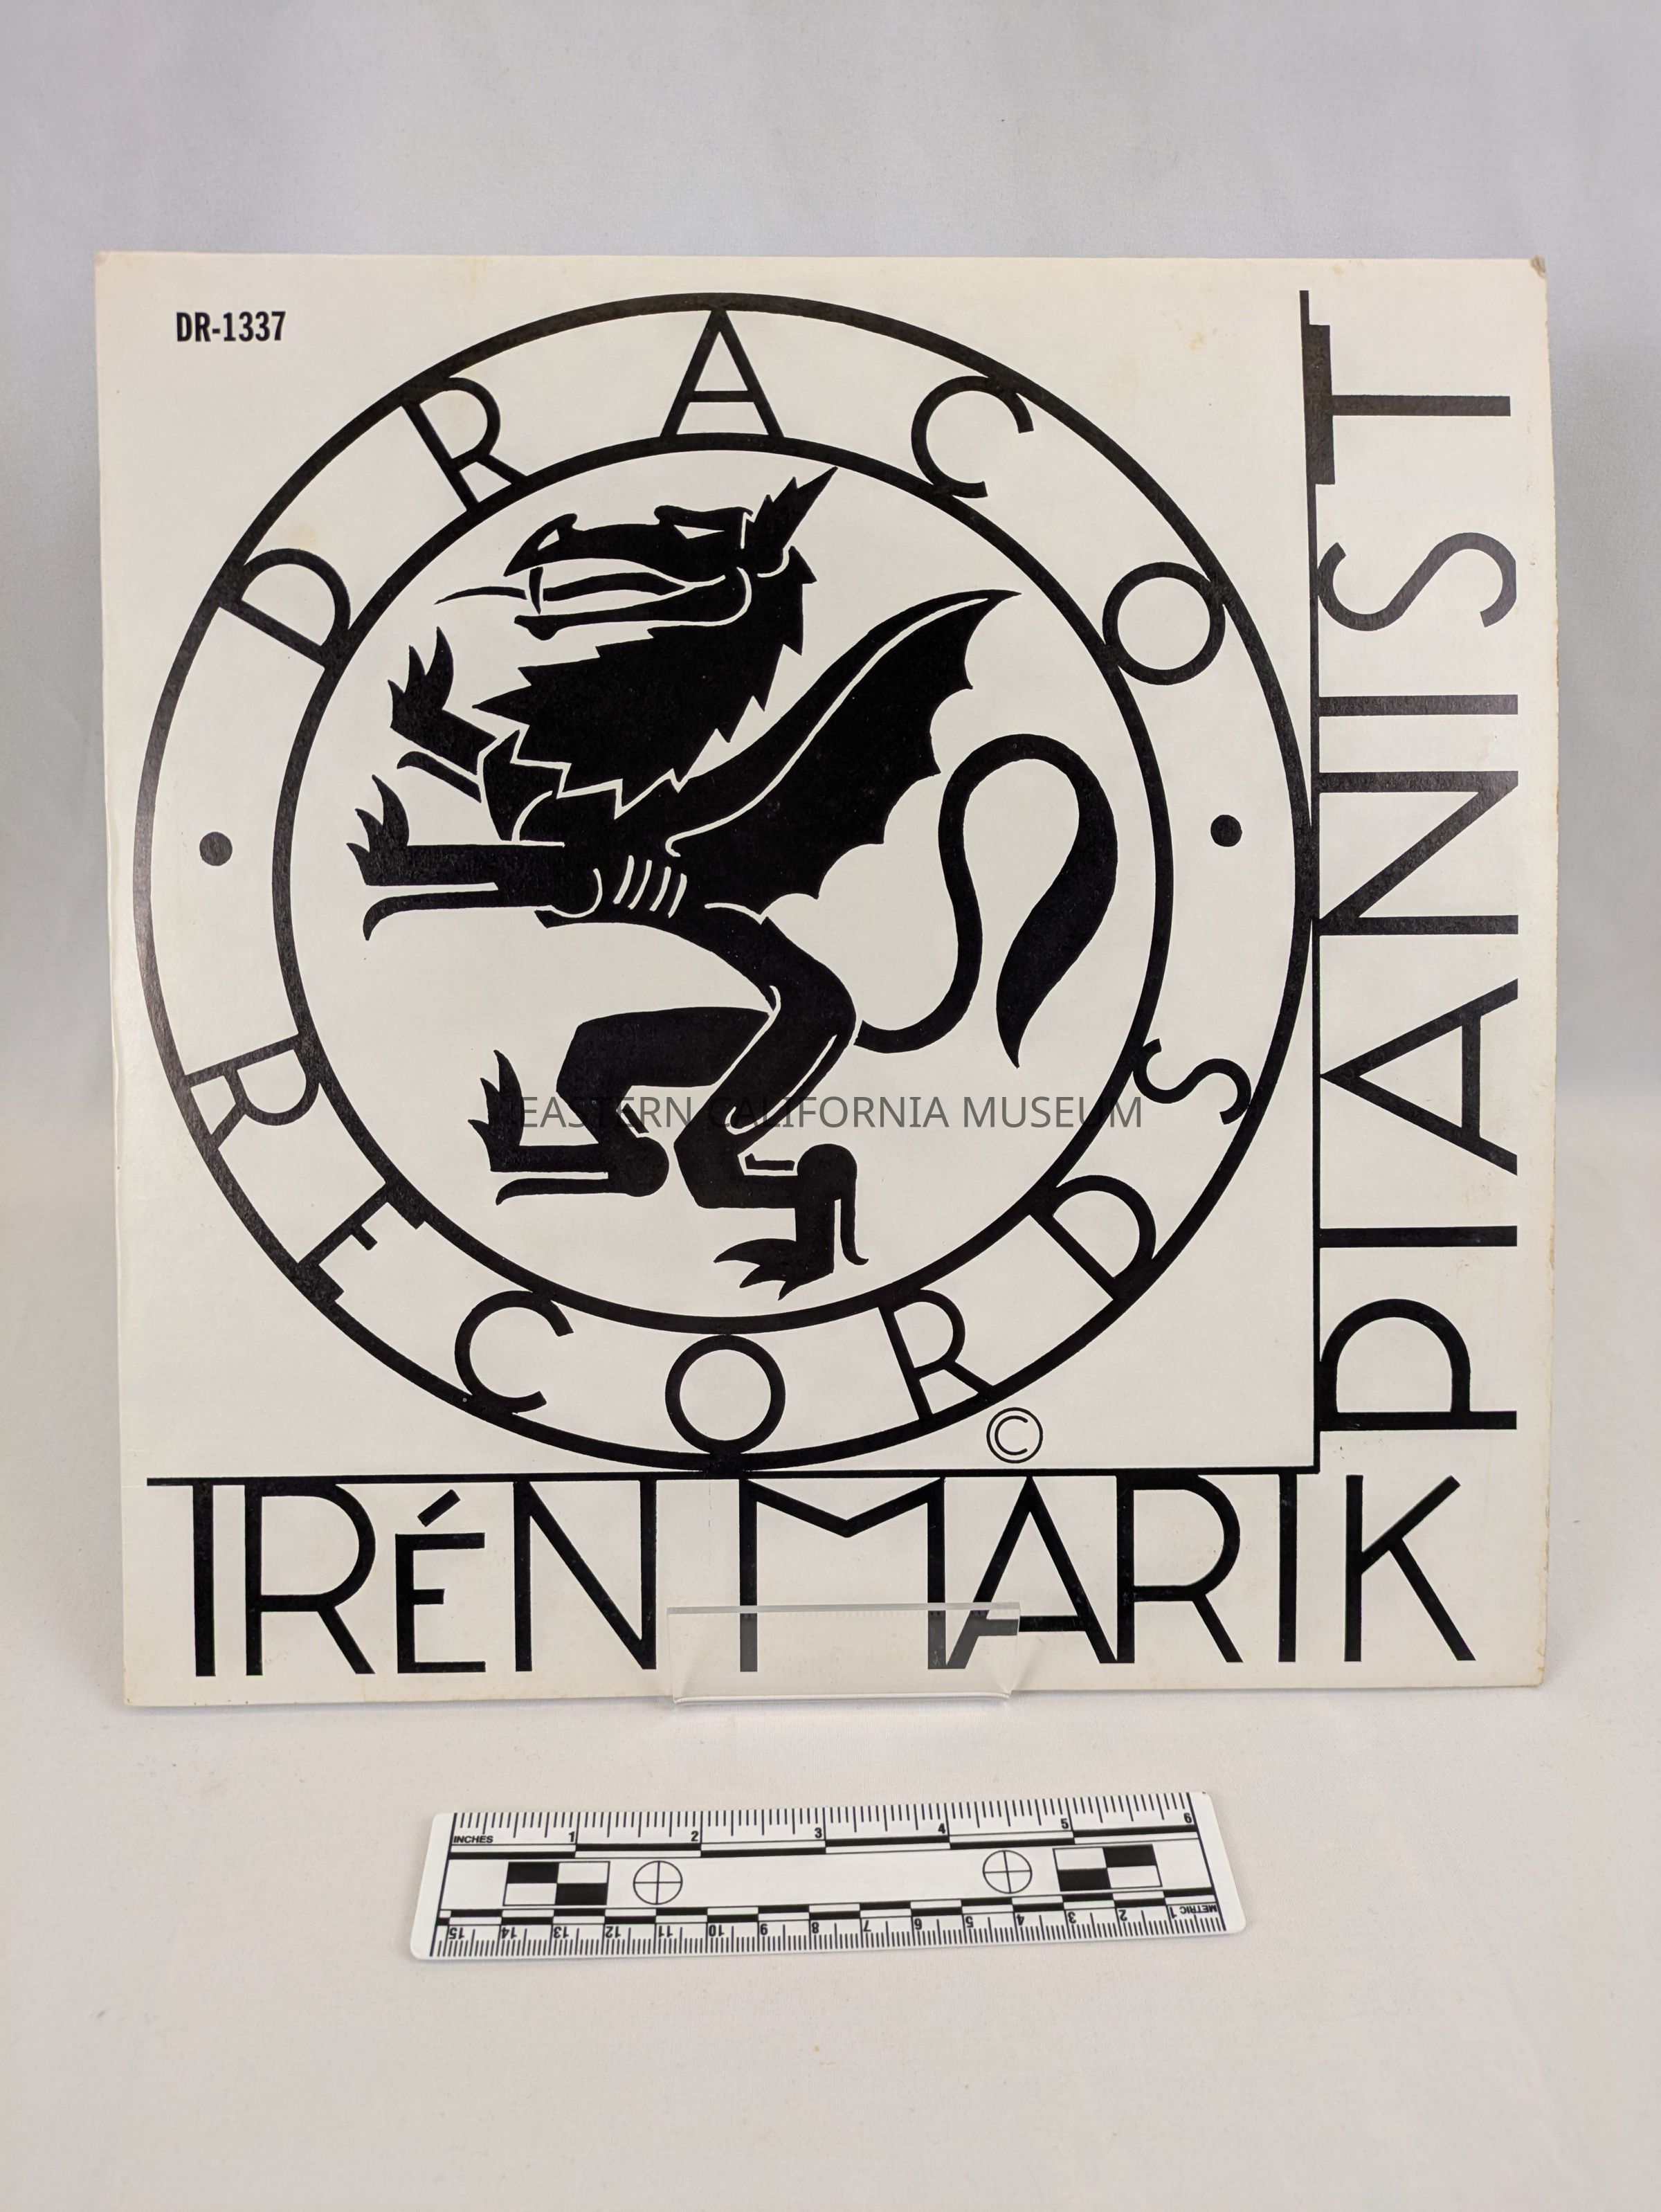 DR-1337
DRACO
RECORDS
©
PIANIST
TRÉN MARIK
EASTERN CALIFORNIA MUSEUM
INCHES 1 2 3 4 5 6
15 14 13 12 11 10 9 8 7 6 5 4 3 2 1 METRIC